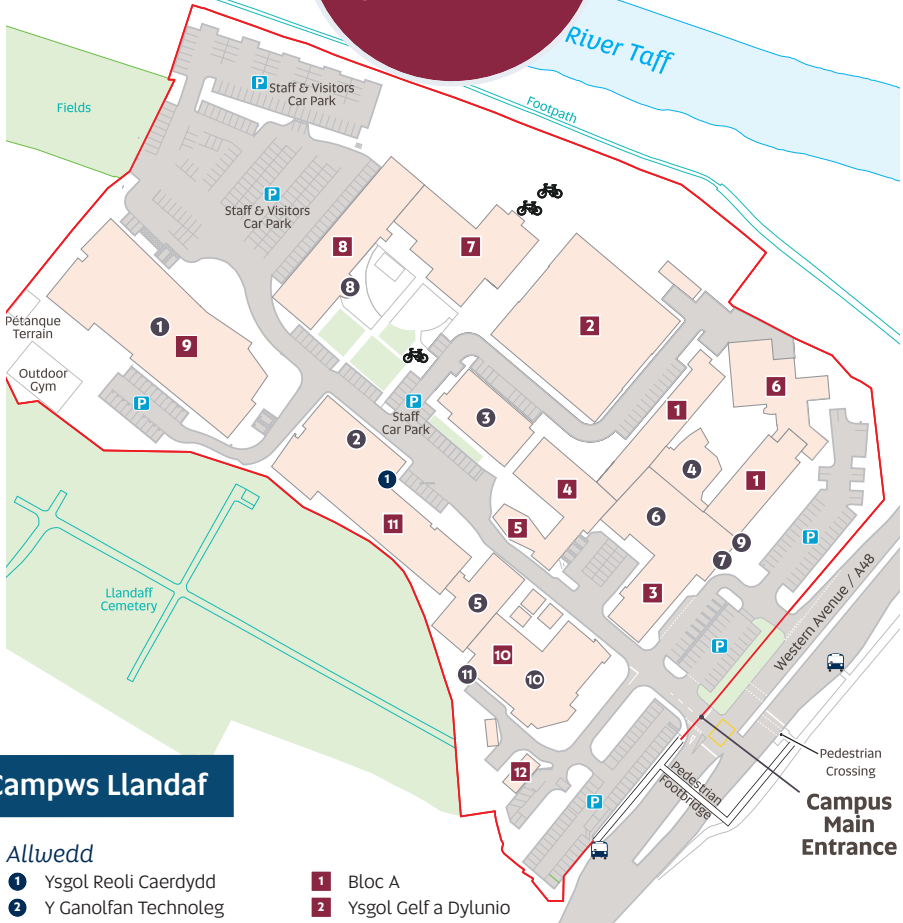 River Taff
P Staff & Visitors
Car Park
Fields
Footpath
P
Staff & Visitors
Car Park
8
7
8
2
1
9
Pétanque
Terrain
Outdoor
Gym
P
6
1
P
Staff
Car Park
3
2
4
1
1
4
6
5
11
9
7
P
Western Avenue / A48
Llandaff
Cemetery
5
3
10
11
10
P
12
P
Pedestrian
Crossing
Pedestrian
Footbridge
Campus
Main
Entrance
Campws Llandaf
Allwedd
1 Ysgol Reoli Caerdydd
2 Y Ganolfan Technoleg
1 Bloc A
2 Ysgol Gelf a Dylunio